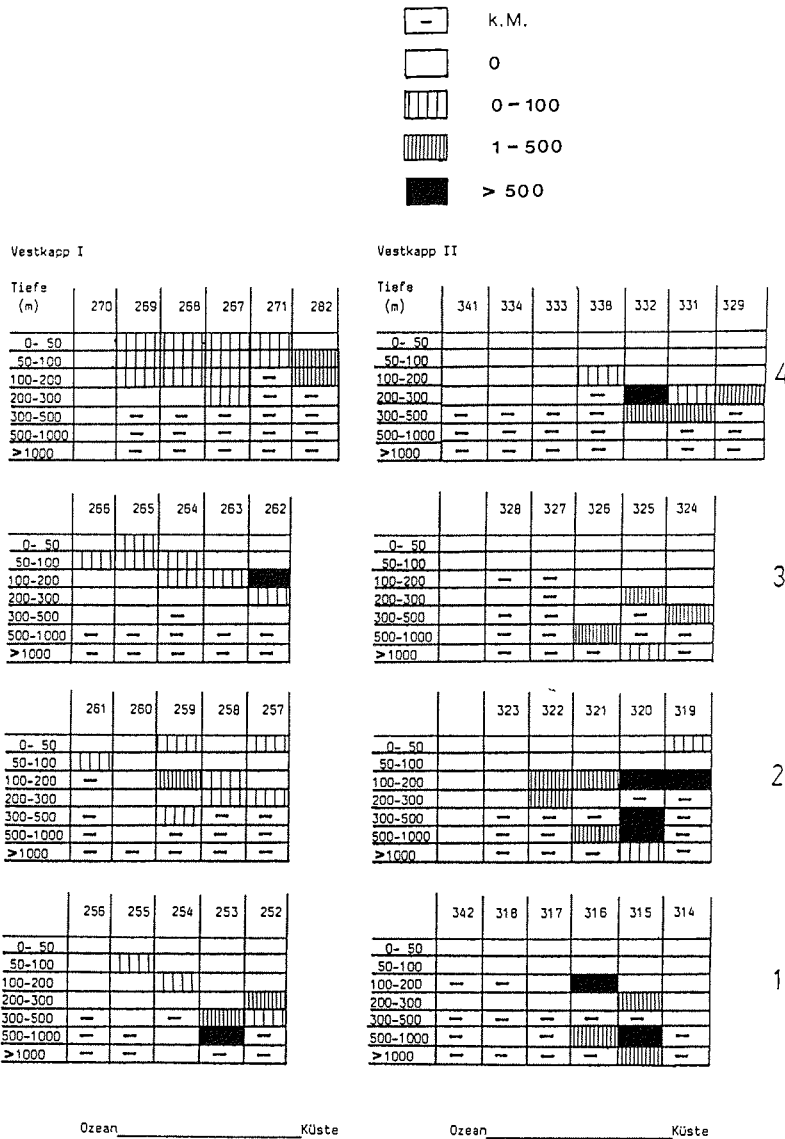 - k.M.
0
0-100
1-500
> 500
Vestkapp I
Tiefe
(m) 270 269 268 267 271 282
0- 50
50-100
100-200 -
200-300 - -
300-500 - - - - -
500-1000 - - - - -
>1000 - - - - -
266 265 264 263 262
0- 50
50-100
100-200
200-300
300-500 -
500-1000 - - - - -
>1000 - - - - -
261 260 259 258 257
0- 50
50-100
100-200 -
200-300
300-500 - - -
500-1000 - - - -
>1000 - - - - -
256 255 254 253 252
0- 50
50-100
100-200
200-300
300-500 - -
500-1000 - - -
>1000 - - - -
Ozean Küste
Vestkapp II
Tiefe
(m) 341 334 333 338 332 331 329
0- 50
50-100
100-200
200-300 -
300-500 - - - - -
500-1000 - - - - - -
>1000 - - - - - -
4
328 327 326 325 324
0- 50
50-100
100-200 - -
200-300 -
300-500 - - -
500-1000 - - - -
>1000 - - - -
3
323 322 321 320 319
0- 50
50-100
100-200
200-300 - -
300-500 - - - -
500-1000 - - -
>1000 - - - -
2
342 318 317 316 315 314
0- 50
50-100
100-200 - -
200-300
300-500 - - - - - -
500-1000 - - -
>1000 - - - - -
1
Ozean Küste